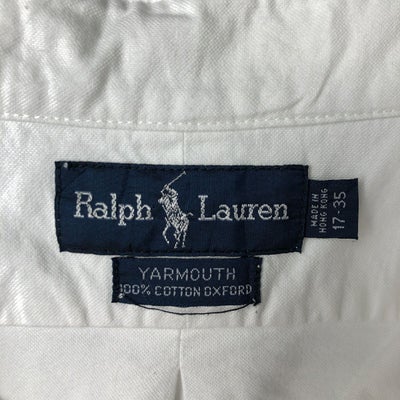 Ralph Lauren
MADE IN
HONG KONG
17-35
YARMOUTH
100% COTTON OXFORD